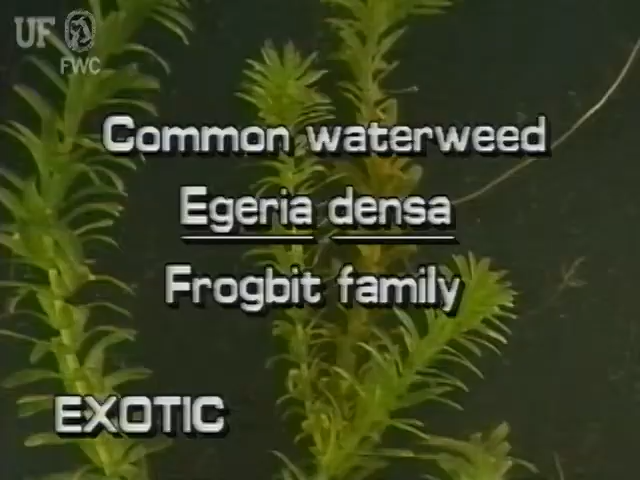 UF
FWC
Common waterweed
Egeria densa
Frogbit family
EXOTIC